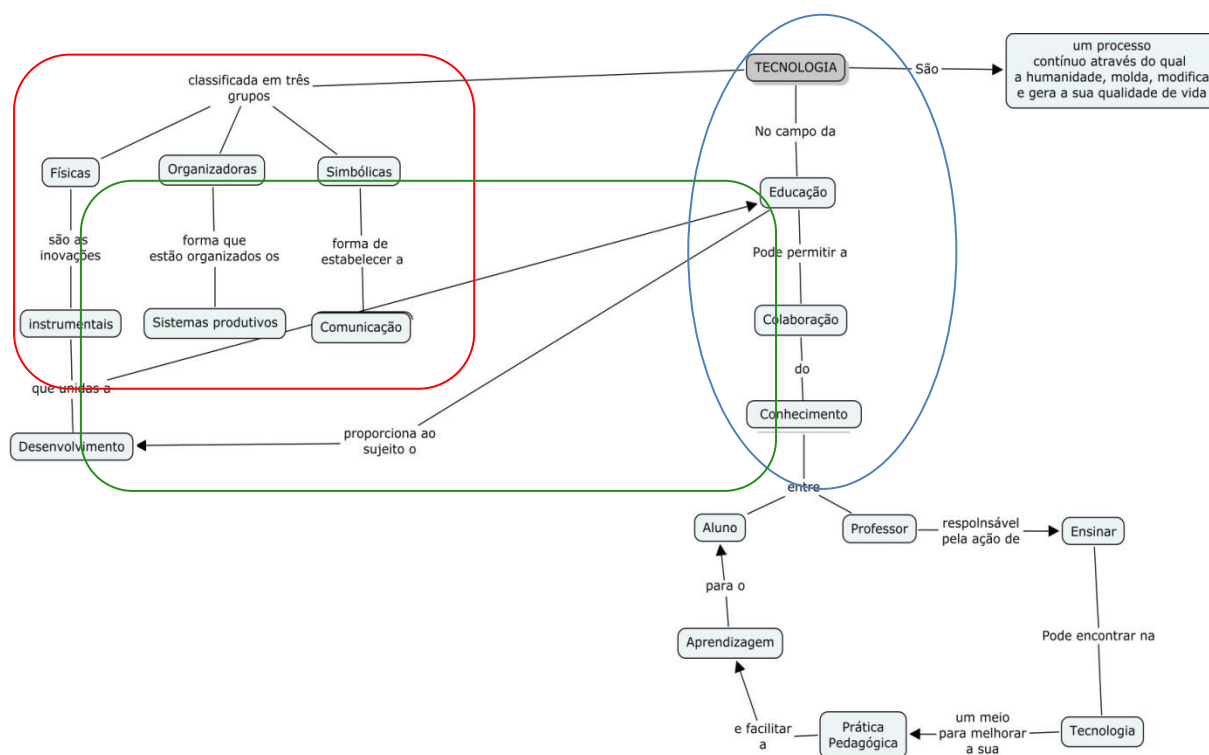 um processo
contínuo através do qual
a humanidade, molda, modifica
e gera a sua qualidade de vida
TECNOLOGIA
São
classificada em três
grupos
No campo da
Físicas
Organizadoras
Simbólicas
Educação
são as
inovações
forma que
estão organizados os
forma de
estabelecer a
Pode permitir a
instrumentais
Sistemas produtivos
Comunicação
Colaboração
do
que unidas a
Conhecimento
Desenvolvimento
proporciona ao
sujeito o
entre
Aluno
Professor
respolnsável
pela ação de
Ensinar
para o
Aprendizagem
Pode encontrar na
e facilitar
a
Prática
Pedagógica
um meio
para melhorar
a sua
Tecnologia